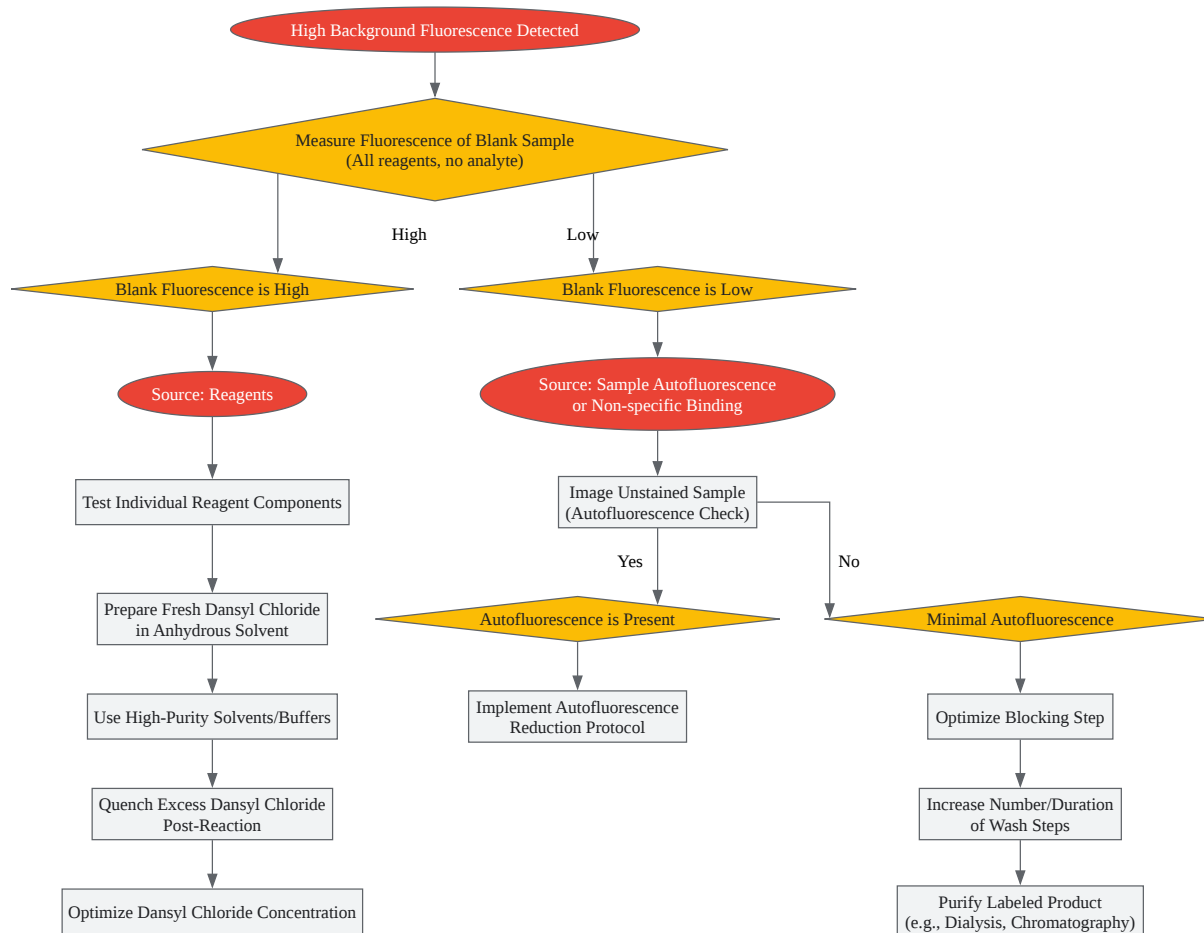 High Background Fluorescence Detected
Measure Fluorescence of Blank Sample
(All reagents, no analyte)
High
Low
Blank Fluorescence is High
Blank Fluorescence is Low
Source: Reagents
Source: Sample Autofluorescence
or Non-specific Binding
Test Individual Reagent Components
Image Unstained Sample
(Autofluorescence Check)
Yes
No
Prepare Fresh Dansyl Chloride
in Anhydrous Solvent
Autofluorescence is Present
Minimal Autofluorescence
Use High-Purity Solvents/Buffers
Implement Autofluorescence
Reduction Protocol
Optimize Blocking Step
Quench Excess Dansyl Chloride
Post-Reaction
Increase Number/Duration
of Wash Steps
Optimize Dansyl Chloride Concentration
Purify Labeled Product
(e.g., Dialysis, Chromatography)